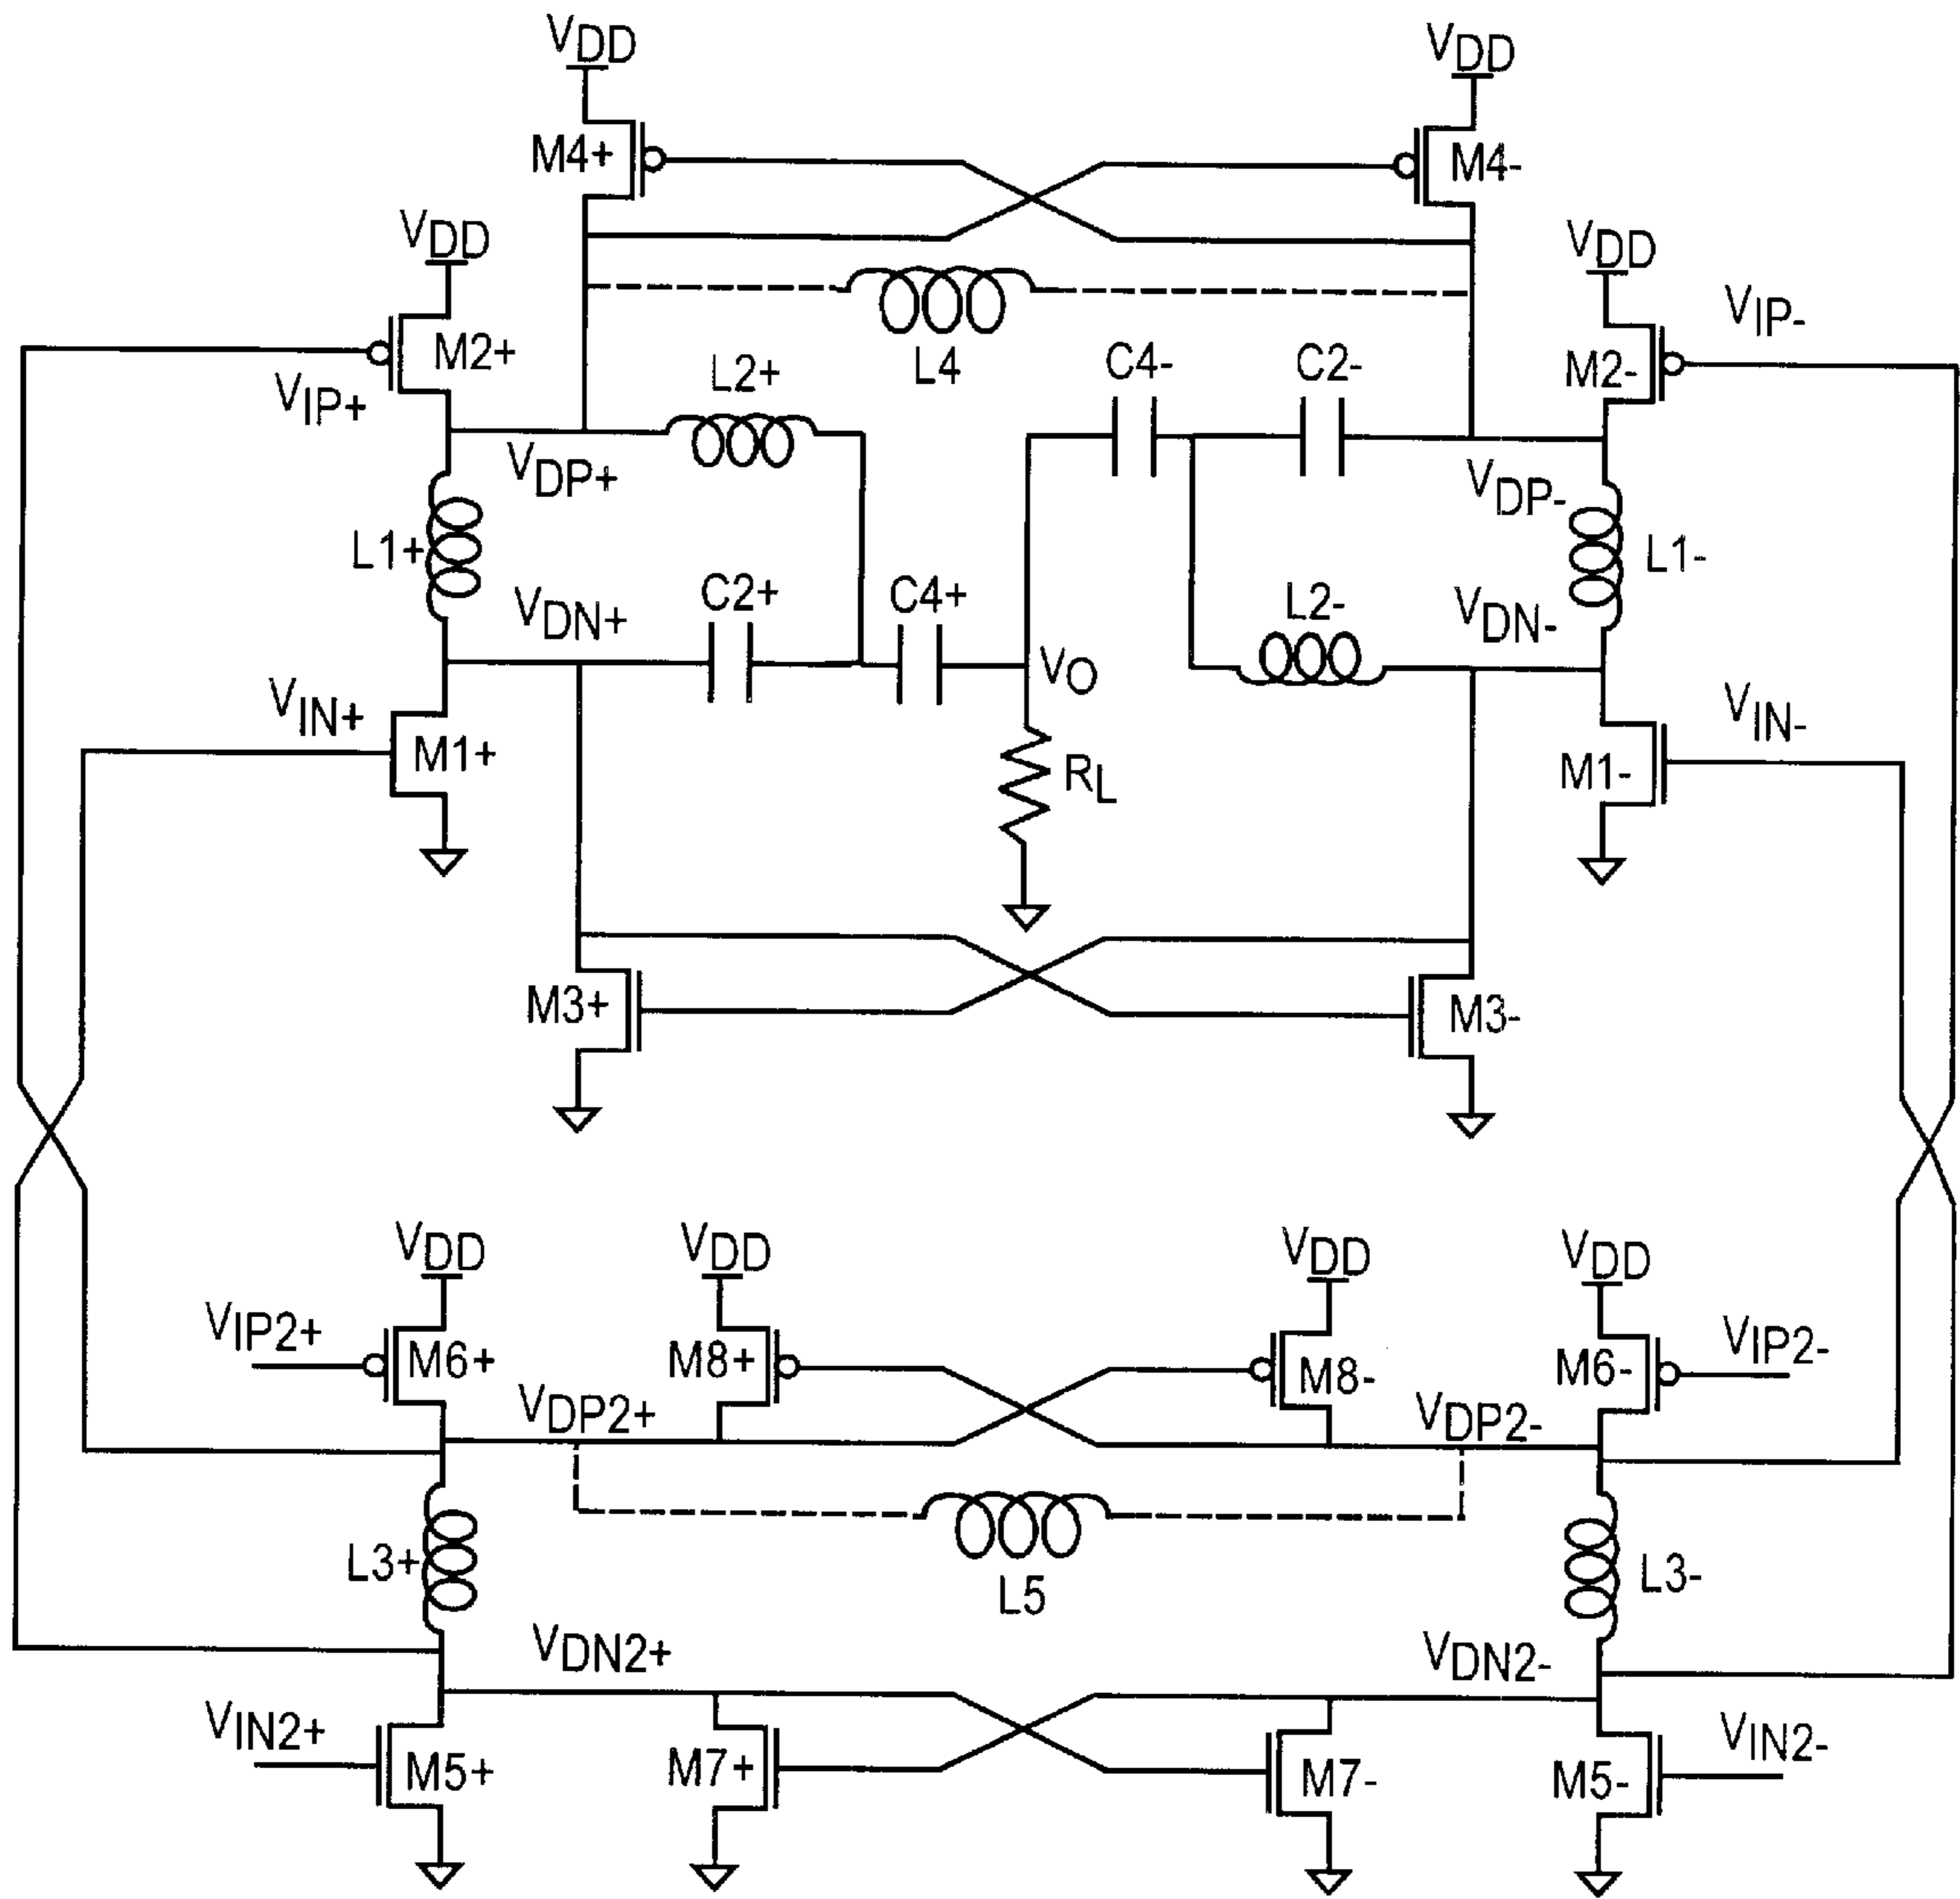 VDD
VDD
M4+
M4-
VDD
VDD
M2+
VIP+
L2+
L4
C4-
C2-
M2-
VIP-
VDP+
VDP-
L1+
L1-
VDN+
C2+
C4+
L2-
VDN-
VIN+
VO
VIN-
M1+
RL
M1-
M3+
M3-
VDD
VDD
VDD
VDD
VIP2+
M6+
M8+
M8-
M6-
VIP2-
VDP2+
VDP2-
L3+
L5
L3-
VDN2+
VDN2-
VIN2+
M5+
M7+
M7-
M5-
VIN2-